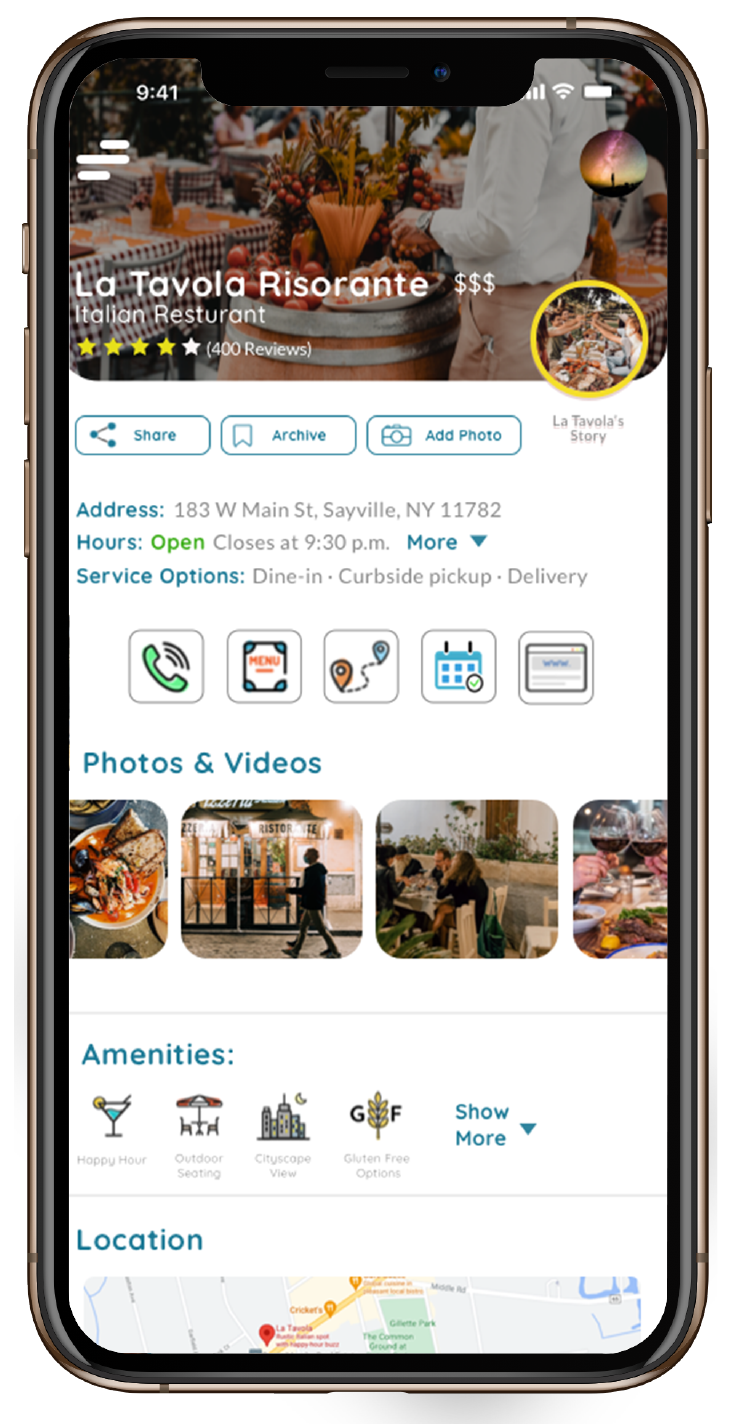 9:41
La Tavola Risorante $$$
Italian Resturant
(400 Reviews)
Share
Archive
Add Photo
La Tavola's
Story
Address: 183 W Main St, Sayville, NY 11782
Hours: Open Closes at 9:30 p.m. More
Service Options: Dine-in · Curbside pickup · Delivery
MENU
WWW.
Photos & Videos
RISTORANTE
Amenities:
G F
Happy Hour
Outdoor
Seating
Cityscape
View
Gluten Free
Options
Show
More
Location
Middle Rd
Cricket's
Gillette Park
La Tavola
Rustic Italian spot
with happy-hour buzz
The Common
Ground at